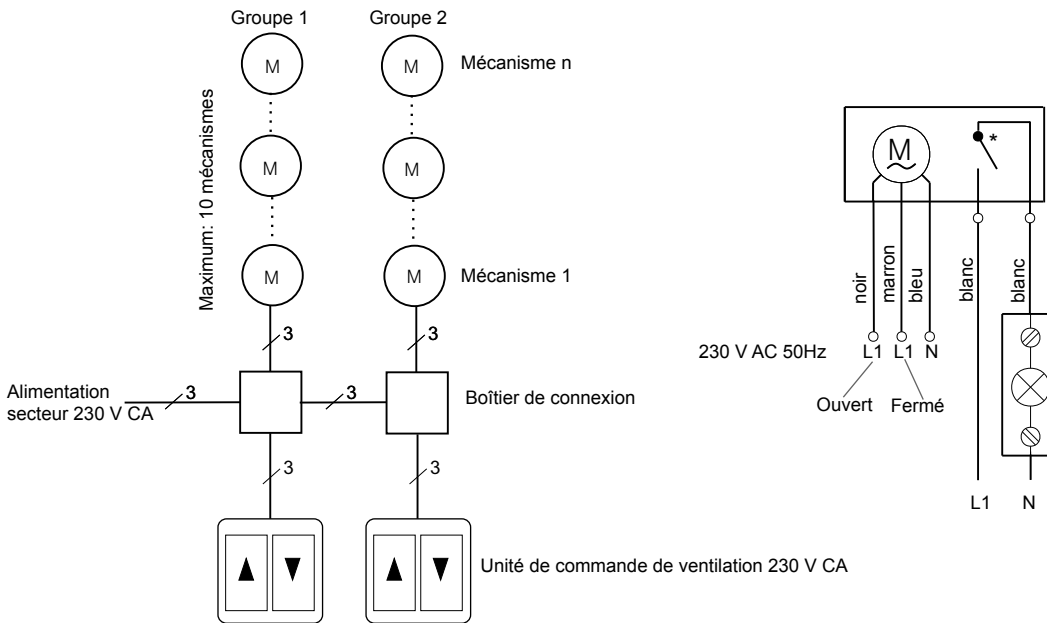 Groupe 1
Groupe 2
M
M
Mécanisme n
Maximum: 10 mécanismes
M
M
M
M
Mécanisme 1
3
3
Alimentation
secteur 230 V CA
3
3
Boîtier de connexion
3
3
Unité de commande de ventilation 230 V CA
M
*
noir
marron
bleu
blanc
blanc
230 V AC 50Hz
L1
L1
N
Ouvert
Fermé
L1
N